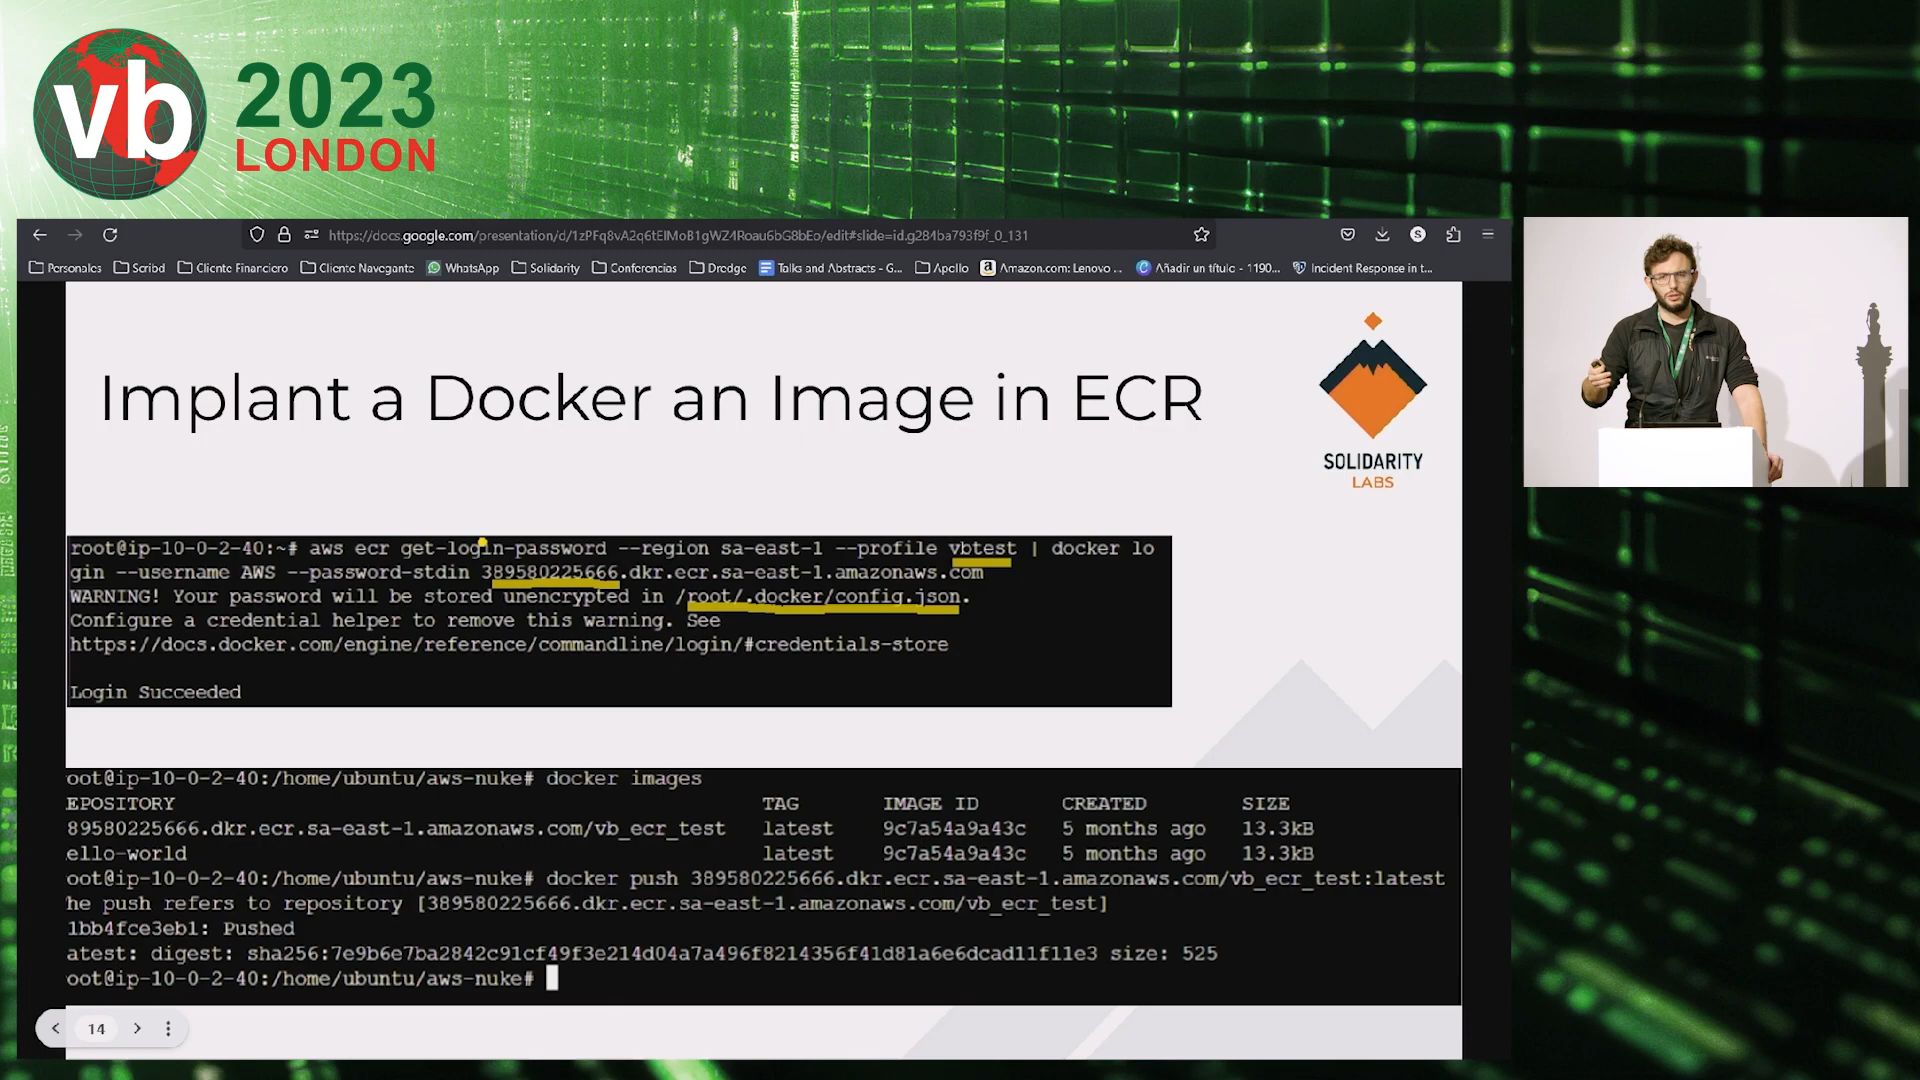 vb
2023
LONDON
https://docs.google.com/presentation/d/1zPFq8vA2q6tElMoB1gWZ4Roau6bG8bEo/edit#slide=id.g284ba793f9f_0_131
S
Personales
Scribd
Cliente Financiero
Cliente Navegante
WhatsApp
Solidarity
Conferencias
Dredge
Talks and Abstracts - G...
Apollo
Amazon.com: Lenovo ...
Añadir un título - 1190...
Incident Response in t...
Implant a Docker an Image in ECR
SOLIDARITY
LABS
root@ip-10-0-2-40:~# aws ecr get-login-password --region sa-east-1 --profile vbtest | docker lo
gin --username AWS --password-stdin 389580225666.dkr.ecr.sa-east-1.amazonaws.com
WARNING! Your password will be stored unencrypted in /root/.docker/config.json.
Configure a credential helper to remove this warning. See
https://docs.docker.com/engine/reference/commandline/login/#credentials-store
Login Succeeded
oot@ip-10-0-2-40:/home/ubuntu/aws-nuke# docker images
EPOSITORY TAG IMAGE ID CREATED SIZE
89580225666.dkr.ecr.sa-east-1.amazonaws.com/vb_ecr_test latest 9c7a54a9a43c 5 months ago 13.3kB
ello-world latest 9c7a54a9a43c 5 months ago 13.3kB
oot@ip-10-0-2-40:/home/ubuntu/aws-nuke# docker push 389580225666.dkr.ecr.sa-east-1.amazonaws.com/vb_ecr_test:latest
he push refers to repository [389580225666.dkr.ecr.sa-east-1.amazonaws.com/vb_ecr_test]
1bb4fce3eb1: Pushed
atest: digest: sha256:7e9b6e7ba2842c91cf49f3e214d04a7a496f8214356f41d81a6e6dcad11f11e3 size: 525
oot@ip-10-0-2-40:/home/ubuntu/aws-nuke#
14